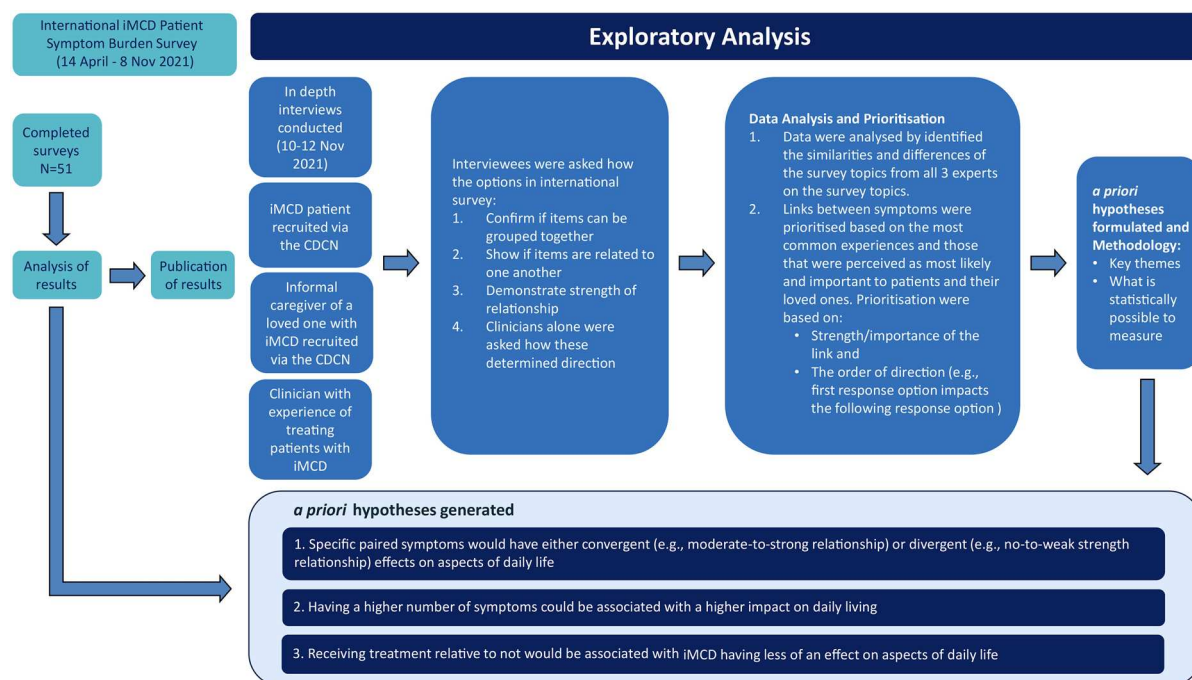 International iMCD Patient
Symptom Burden Survey
(14 April - 8 Nov 2021)
Completed
surveys
N=51
Analysis of
results
Publication
of results
Exploratory Analysis
In depth
interviews
conducted
(10-12 Nov
2021)
iMCD patient
recruited via
the CDCN
Informal
caregiver of a
loved one with
iMCD recruited
via the CDCN
Clinician with
experience of
treating
patients with
iMCD
Interviewees were asked how
the options in international
survey:
1. Confirm if items can be
grouped together
2. Show if items are related to
one another
3. Demonstrate strength of
relationship
4. Clinicians alone were
asked how these
determined direction
Data Analysis and Prioritisation
1. Data were analysed by identified
the similarities and differences of
the survey topics from all 3 experts
on the survey topics.
2. Links between symptoms were
prioritised based on the most
common experiences and those
that were perceived as most likely
and important to patients and their
loved ones. Prioritisation were
based on:
• Strength/importance of the
link and
• The order of direction (e.g.,
first response option impacts
the following response option )
a priori
hypotheses
formulated and
Methodology:
• Key themes
• What is
statistically
possible to
measure
a priori hypotheses generated
1. Specific paired symptoms would have either convergent (e.g., moderate-to-strong relationship) or divergent (e.g., no-to-weak strength
relationship) effects on aspects of daily life
2. Having a higher number of symptoms could be associated with a higher impact on daily living
3. Receiving treatment relative to not would be associated with iMCD having less of an effect on aspects of daily life